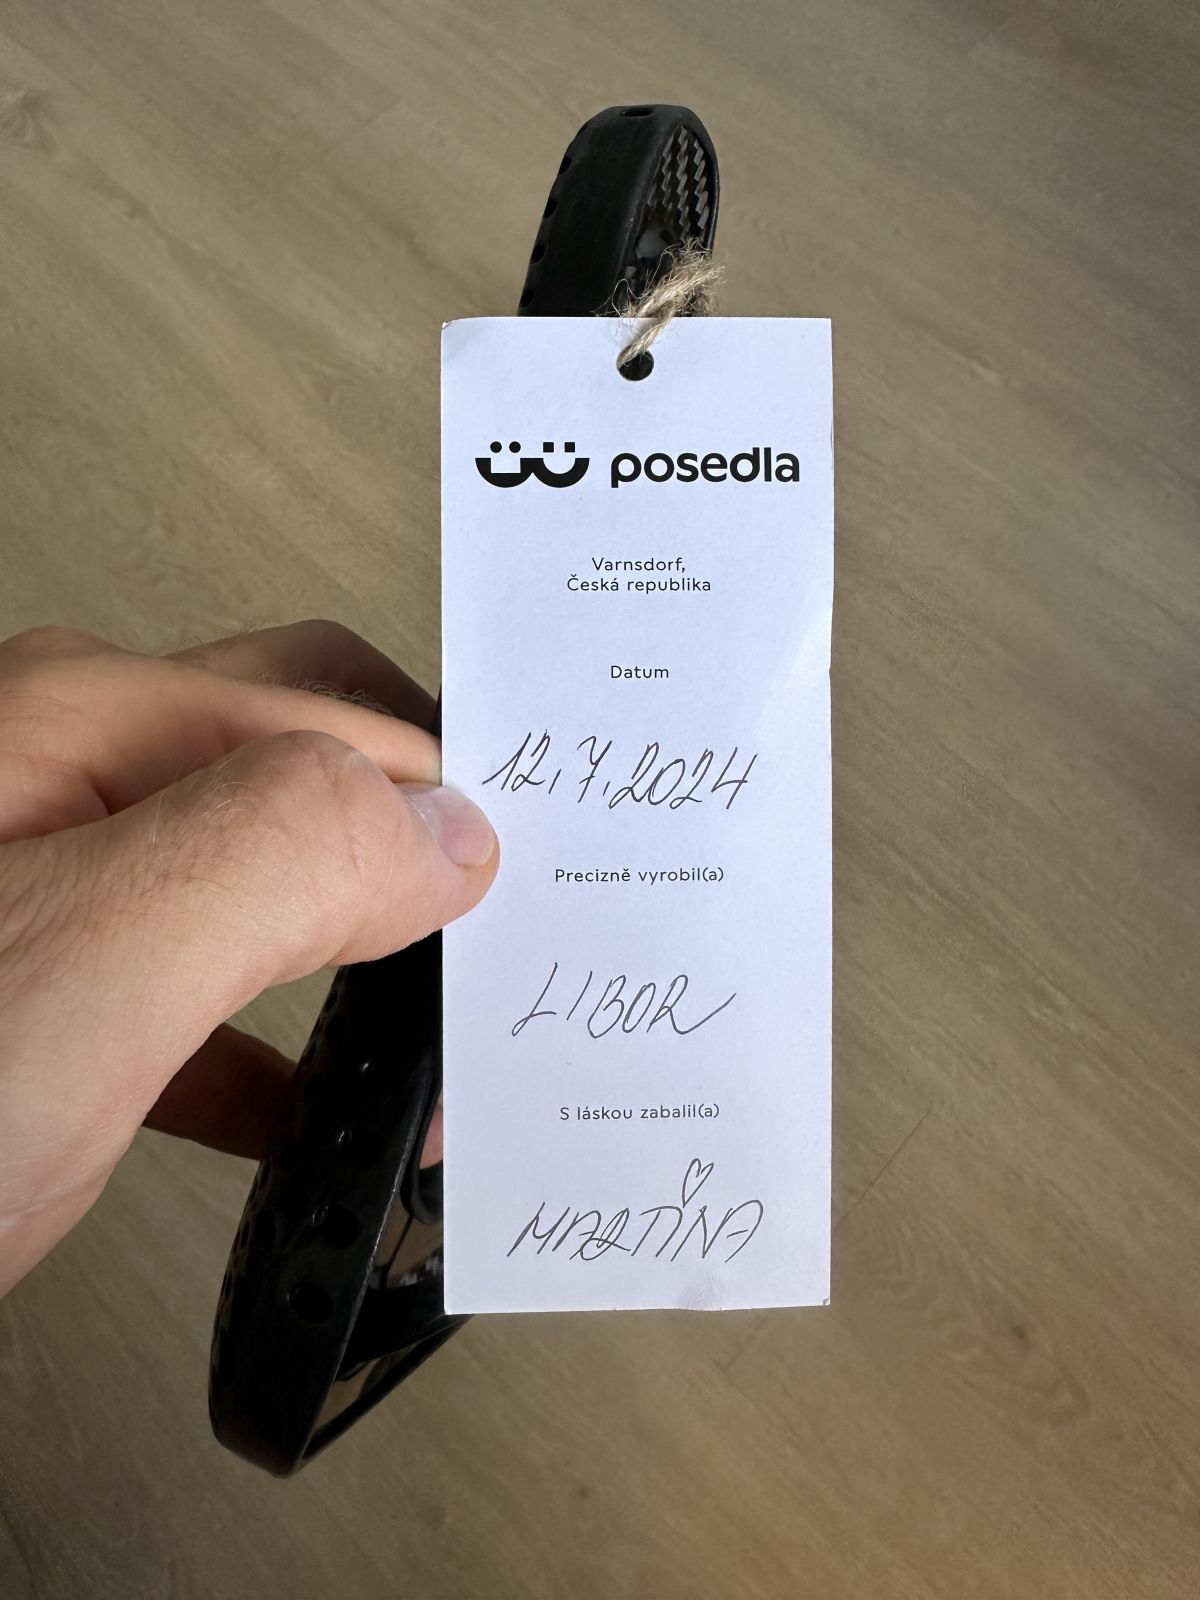 posedla
Varnsdorf,
Česká republika
Datum
12.7.2024
Precizně vyrobil(a)
LIBOR
S láskou zabalil(a)
MARTINA